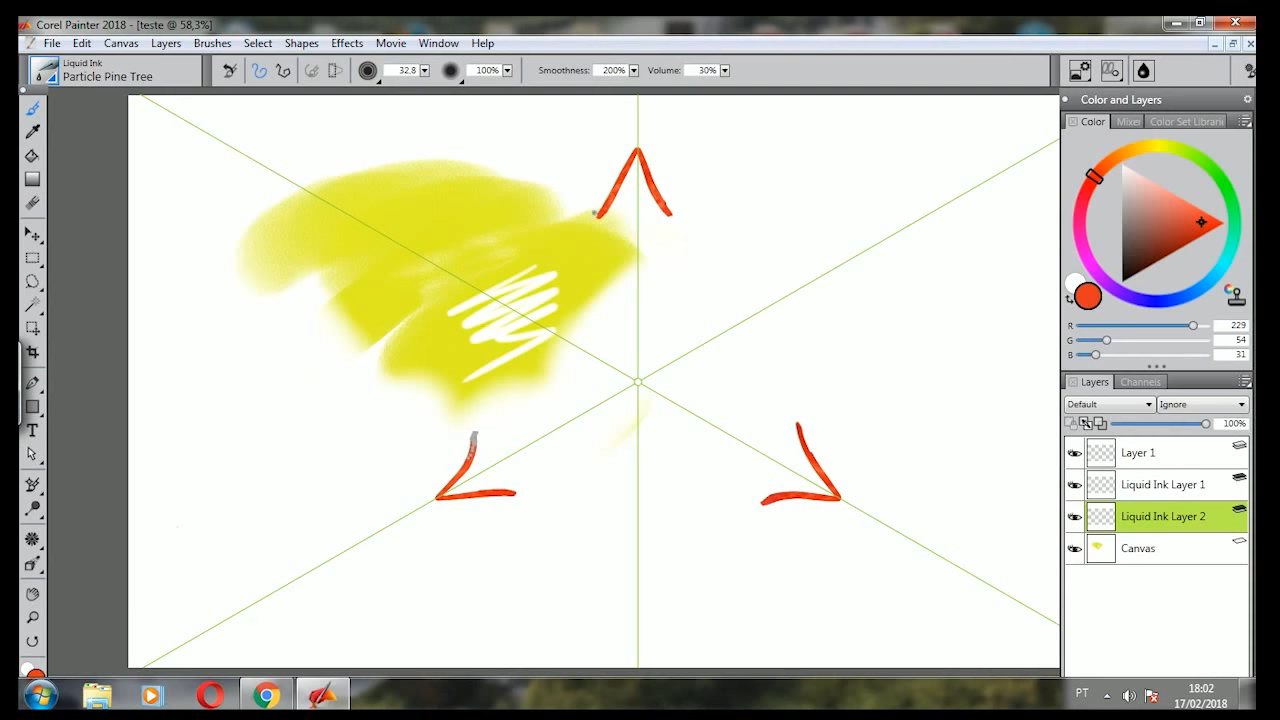 Corel Painter 2018 - [teste @ 58,3%]
File Edit Canvas Layers Brushes Select Shapes Effects Movie Window Help
Liquid Ink
Particle Pine Tree
32,8
100%
Smoothness: 200%
Volume: 30%
Color and Layers
Color Mixer Color Set Librari
R 229
G 54
B 31
Layers Channels
Default Ignore
100%
Layer 1
Liquid Ink Layer 1
Liquid Ink Layer 2
Canvas
T
PT
18:02
17/02/2018